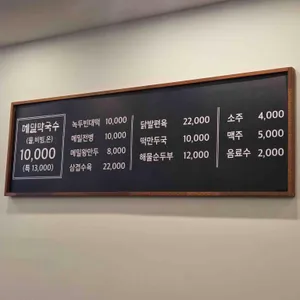 메밀막국수
(물,비빔,온)
10,000
(특 13,000)
녹두빈대떡 10,000
메밀전병 10,000
메밀왕만두 8,000
삼겹수육 22,000
닭발편육 22,000
떡만두국 10,000
해물순두부 12,000
소주 4,000
맥주 5,000
음료수 2,000